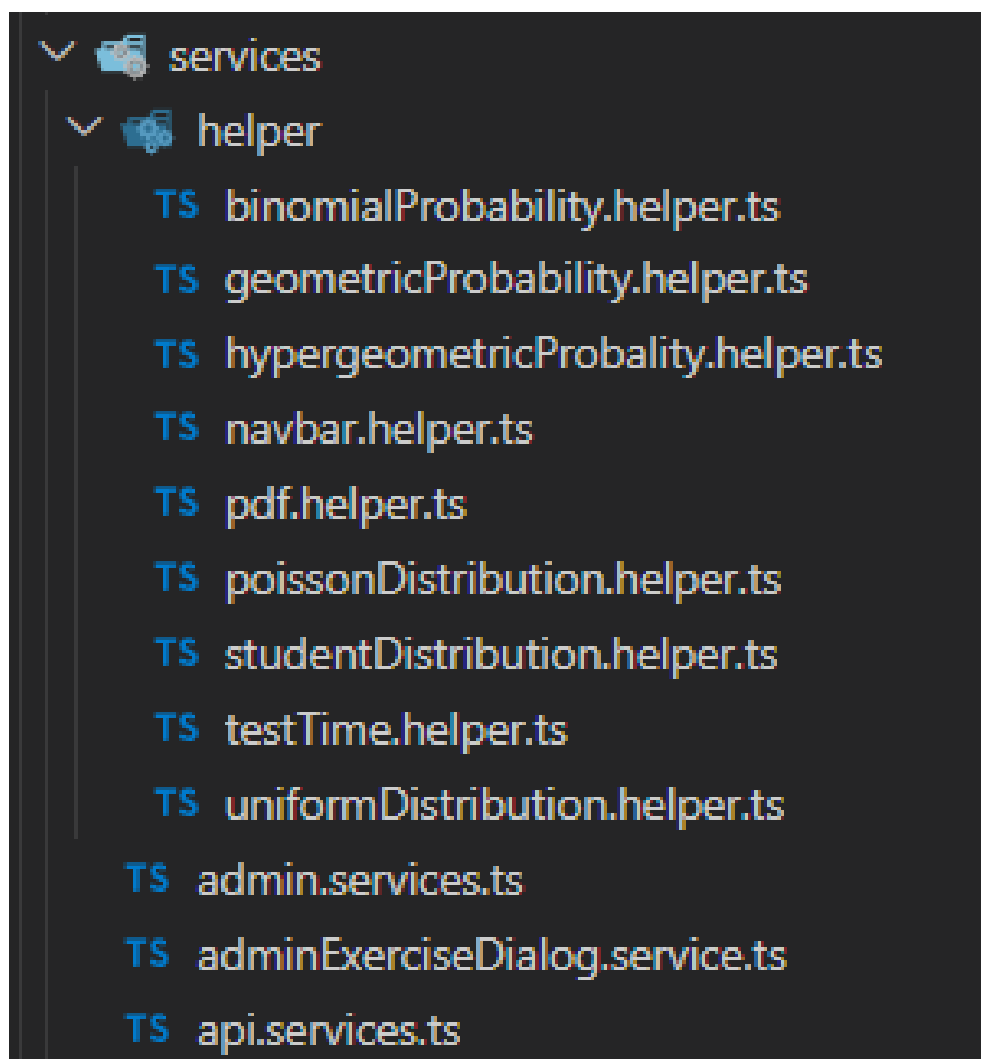 services
helper
TS binomialProbability.helper.ts
TS geometricProbability.helper.ts
TS hypergeometricProbality.helper.ts
TS navbar.helper.ts
TS pdf.helper.ts
TS poissonDistribution.helper.ts
TS studentDistribution.helper.ts
TS testTime.helper.ts
TS uniformDistribution.helper.ts
TS admin.services.ts
TS adminExerciseDialog.service.ts
TS api.services.ts